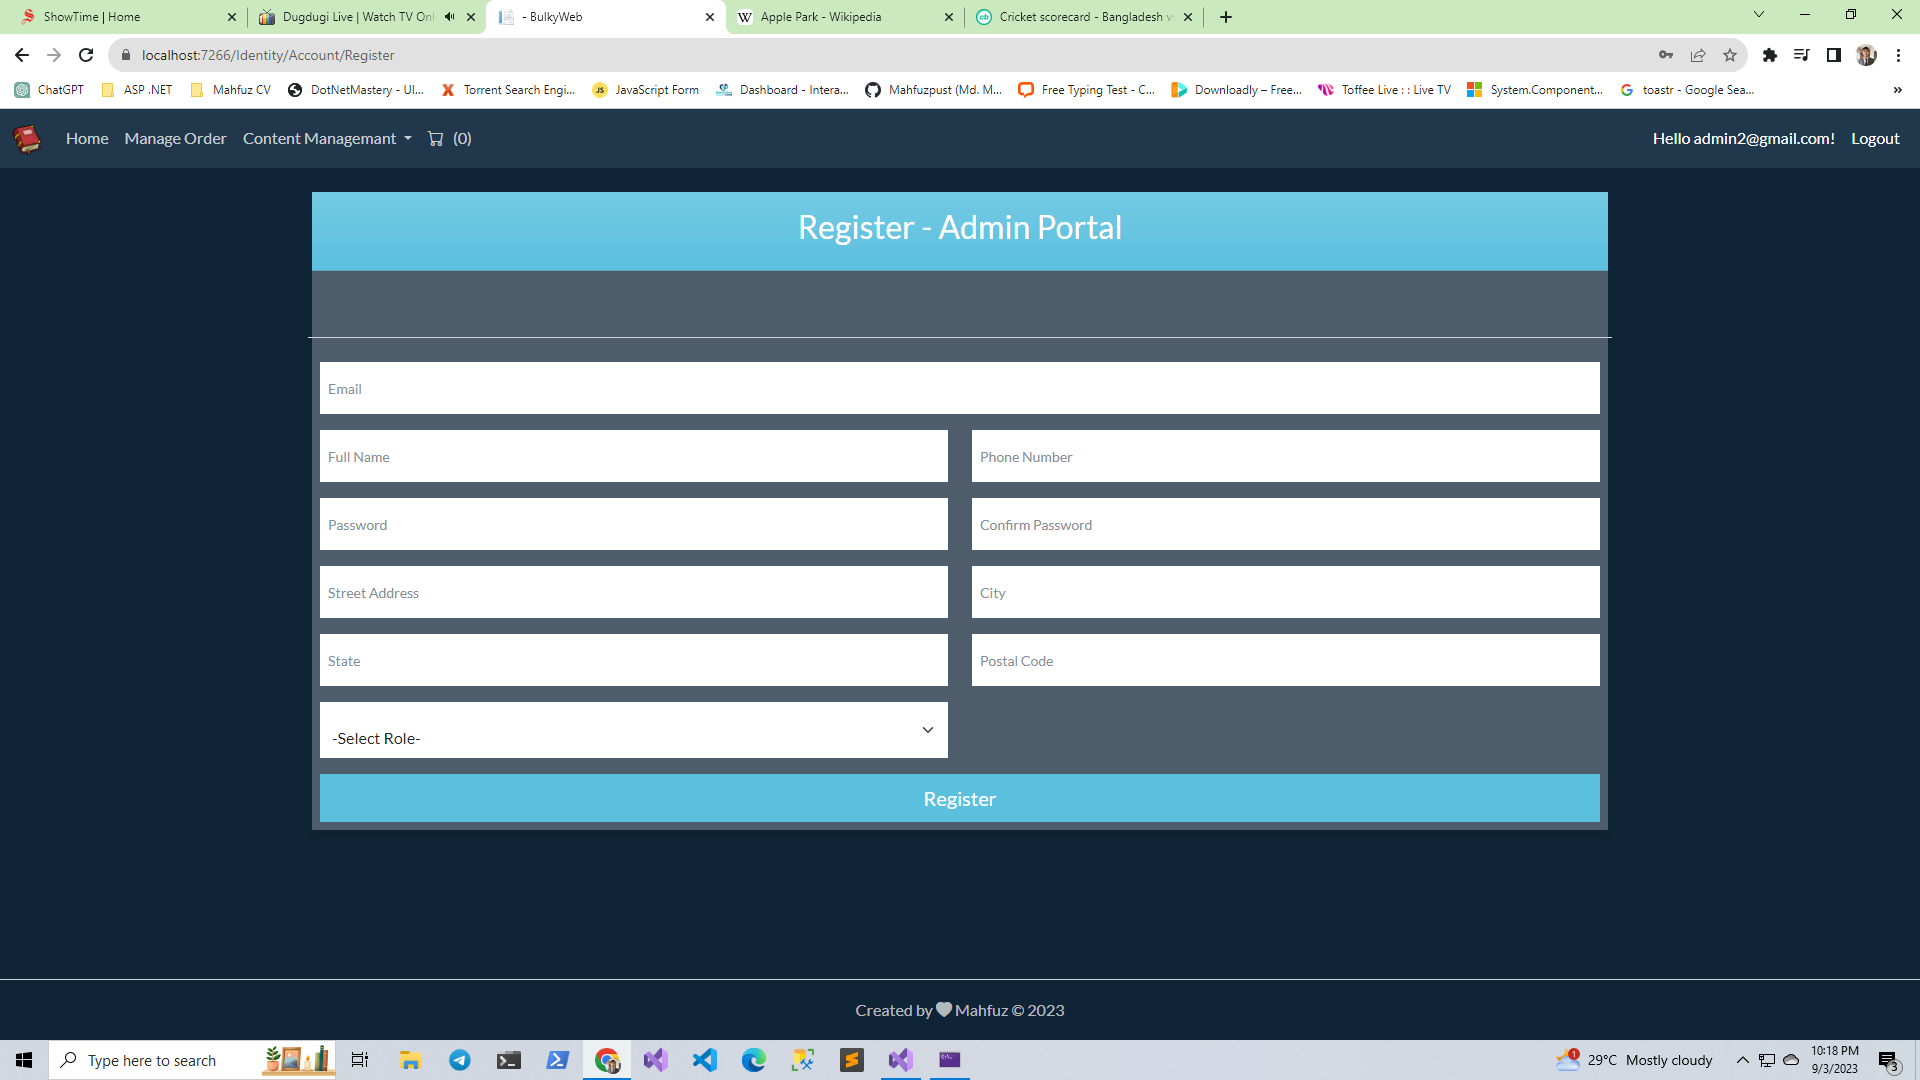 ShowTime | Home
Dugdugi Live | Watch TV Onl
- BulkyWeb
Apple Park - Wikipedia
Cricket scorecard - Bangladesh v
localhost:7266/Identity/Account/Register
ChatGPT
ASP .NET
Mahfuz CV
DotNetMastery - UI...
Torrent Search Engi...
JavaScript Form
Dashboard - Intera...
Mahfuzpust (Md. M...
Free Typing Test - C...
Downloadly – Free...
Toffee Live : : Live TV
System.Component...
toastr - Google Sea...
»
Home
Manage Order
Content Managemant
(0)
Hello admin2@gmail.com!
Logout
Register - Admin Portal
Email
Full Name
Phone Number
Password
Confirm Password
Street Address
City
State
Postal Code
-Select Role-
Register
Created by Mahfuz © 2023
Type here to search
1
29°C Mostly cloudy
10:18 PM
9/3/2023
3